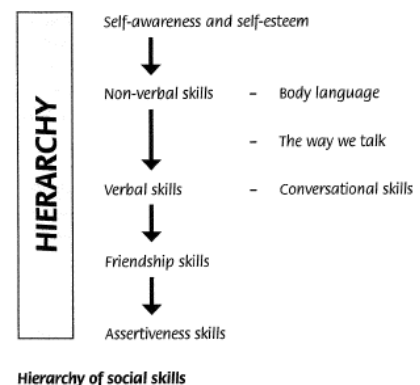 HIERARCHY
Self-awareness and self-esteem
Non-verbal skills – Body language
– The way we talk
Verbal skills – Conversational skills
Friendship skills
Assertiveness skills
Hierarchy of social skills